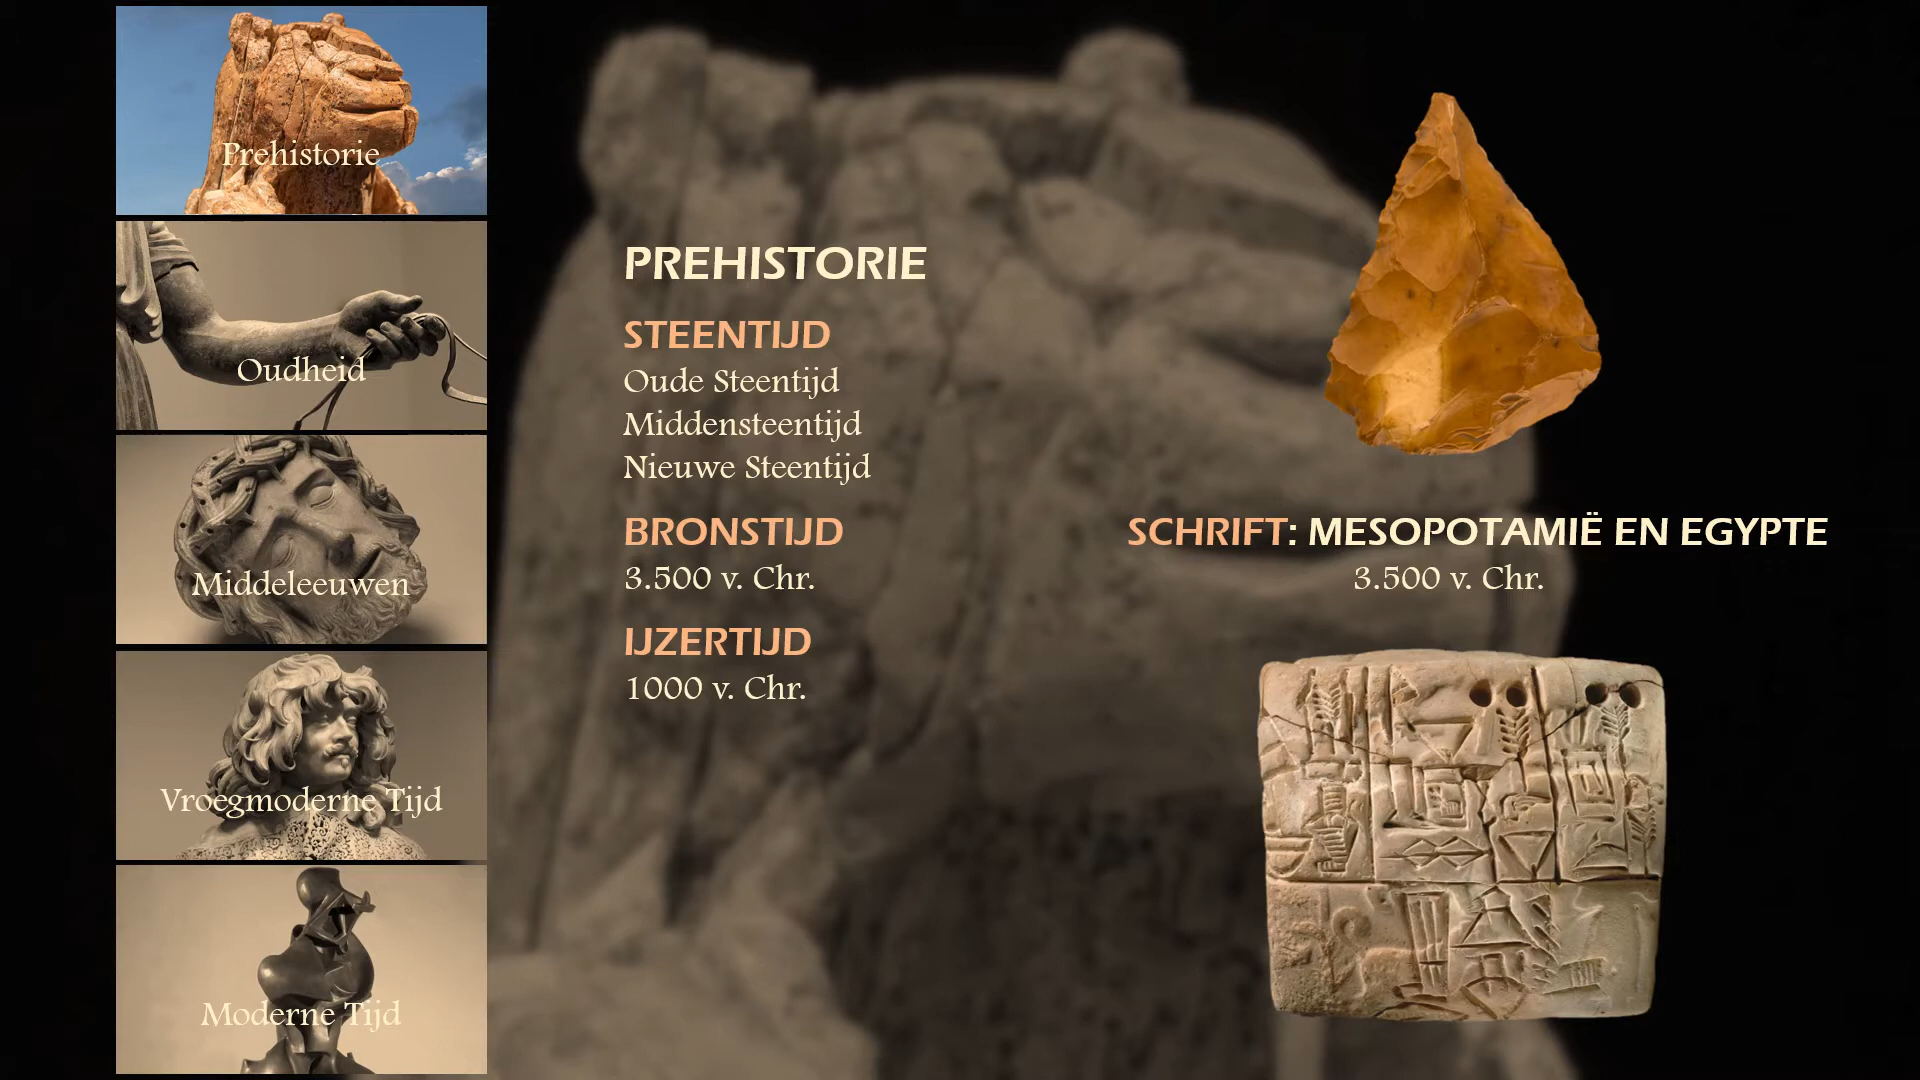 Prehistorie
Oudheid
Middeleeuwen
Vroegmoderne Tijd
Moderne Tijd
PREHISTORIE
STEENTIJD
Oude Steentijd
Middensteentijd
Nieuwe Steentijd
BRONSTIJD
3.500 v. Chr.
IJZERTIJD
1000 v. Chr.
SCHRIFT: MESOPOTAMIË EN EGYPTE
3.500 v. Chr.